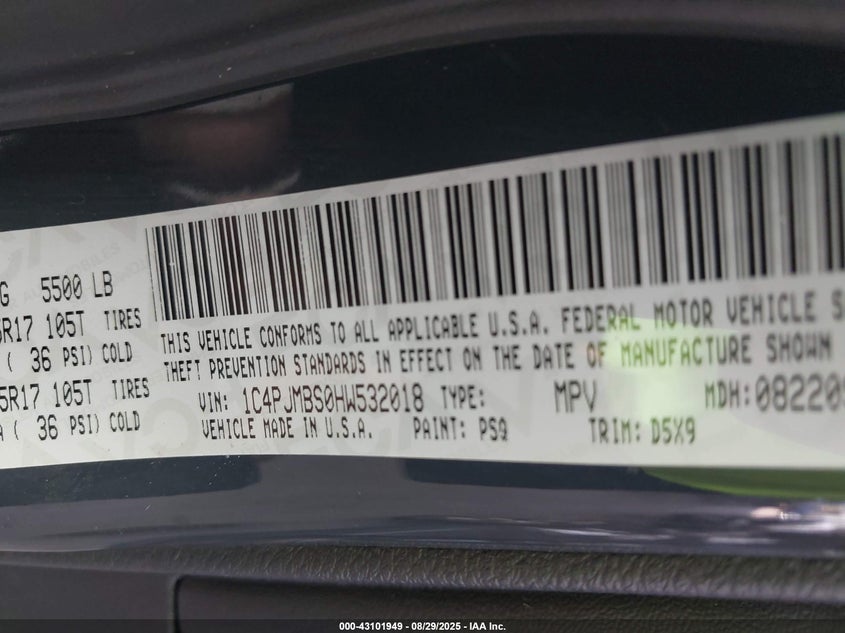 G 5500 LB
5R17 105T TIRES
( 36 PSI) COLD
5R17 105T TIRES
A ( 36 PSI) COLD
THIS VEHICLE CONFORMS TO ALL APPLICABLE U.S.A. FEDERAL MOTOR VEHICLE S
THEFT PREVENTION STANDARDS IN EFFECT ON THE DATE OF MANUFACTURE SHOWN
VIN: 1C4PJMBS0HW532018 TYPE: MPV MDH: 082209
VEHICLE MADE IN U.S.A. PAINT: PSQ TRIM: D5X9
000-43101949 - 08/29/2025 - IAA Inc.